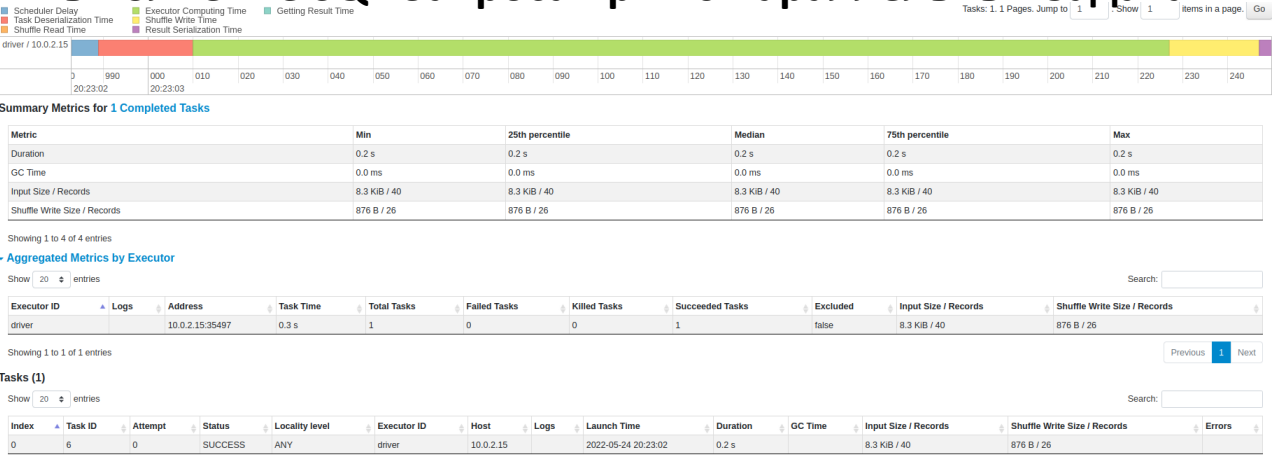 Scheduler Delay Executor Computing Time Getting Result Time
Task Deserialization Time Shuffle Write Time
Shuffle Read Time Result Serialization Time
Tasks: 1. 1 Pages. Jump to 1 . Show 1 items in a page. Go
driver / 10.0.2.15
0 990 000 010 020 030 040 050 060 070 080 090 100 110 120 130 140 150 160 170 180 190 200 210 220 230 240
20:23:02 20:23:03
Summary Metrics for 1 Completed Tasks
Metric Min 25th percentile Median 75th percentile Max
Duration 0.2 s 0.2 s 0.2 s 0.2 s 0.2 s
GC Time 0.0 ms 0.0 ms 0.0 ms 0.0 ms 0.0 ms
Input Size / Records 8.3 KiB / 40 8.3 KiB / 40 8.3 KiB / 40 8.3 KiB / 40 8.3 KiB / 40
Shuffle Write Size / Records 876 B / 26 876 B / 26 876 B / 26 876 B / 26 876 B / 26
Showing 1 to 4 of 4 entries
Aggregated Metrics by Executor
Show 20 entries Search:
Executor ID Logs Address Task Time Total Tasks Failed Tasks Killed Tasks Succeeded Tasks Excluded Input Size / Records Shuffle Write Size / Records
driver 10.0.2.15:35497 0.3 s 1 0 0 1 false 8.3 KiB / 40 876 B / 26
Showing 1 to 1 of 1 entries Previous 1 Next
Tasks (1)
Show 20 entries Search:
Index Task ID Attempt Status Locality level Executor ID Host Logs Launch Time Duration GC Time Input Size / Records Shuffle Write Size / Records Errors
0 6 0 SUCCESS ANY driver 10.0.2.15 2022-05-24 20:23:02 0.2 s 8.3 KiB / 40 876 B / 26